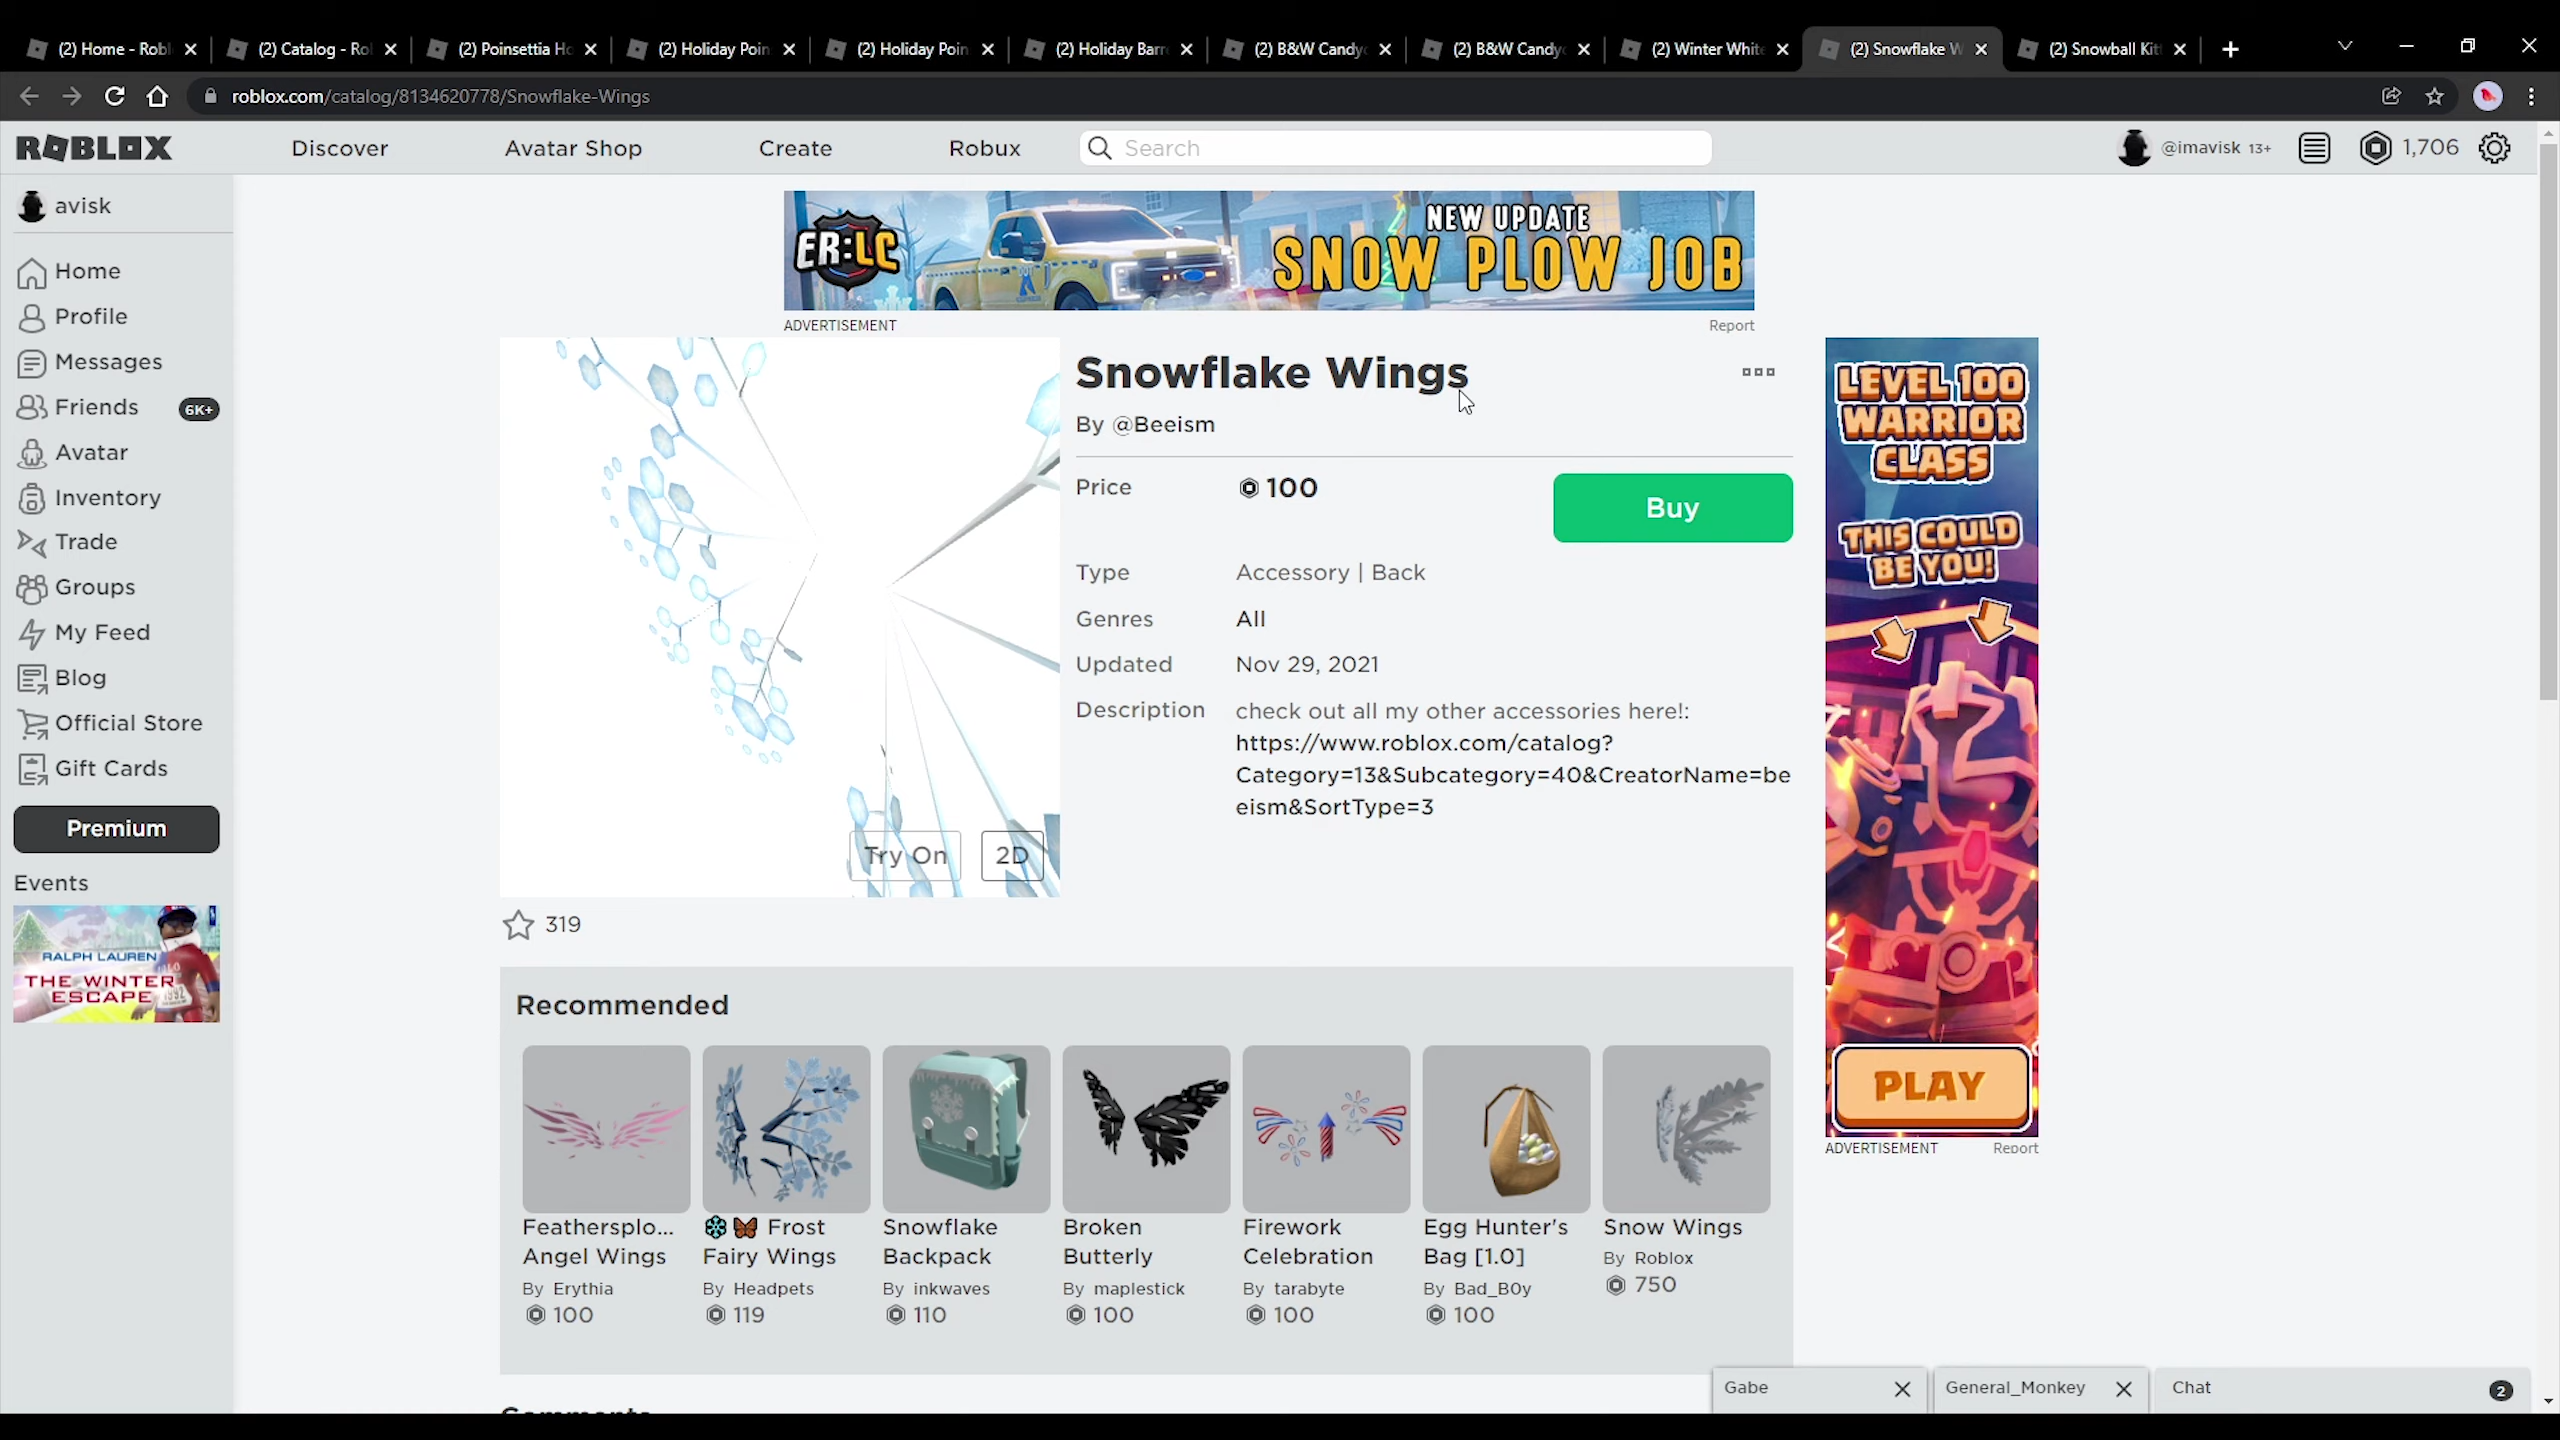 (2) Home - Robl
(2) Catalog - Rol
(2) Poinsettia Ho
(2) Holiday Poin
(2) Holiday Poin
(2) Holiday Barr
(2) B&W Candyc
(2) B&W Candyc
(2) Winter White
(2) Snowflake W
(2) Snowball Kit
roblox.com/catalog/8134620778/Snowflake-Wings
ROBLOX
Discover
Avatar Shop
Create
Robux
Search
@imavisk 13+
1,706
avisk
Home
Profile
Messages
Friends
6K+
Avatar
Inventory
Trade
Groups
My Feed
Blog
Official Store
Gift Cards
Premium
Events
RALPH LAUREN
THE WINTER
ESCAPE
1992
ER:LC
NEW UPDATE
SNOW PLOW JOB
ADVERTISEMENT
Report
Snowflake Wings
By @Beeism
Price
100
Buy
Type
Accessory | Back
Genres
All
Updated
Nov 29, 2021
Description
check out all my other accessories here!:
https://www.roblox.com/catalog?
Category=13&Subcategory=40&CreatorName=be
eism&SortType=3
Try On
2D
319
LEVEL 100
WARRIOR
CLASS
THIS COULD
BE YOU!
PLAY
ADVERTISEMENT
Report
Recommended
Feathersplo...
Angel Wings
By Erythia
100
Frost
Fairy Wings
By Headpets
119
Snowflake
Backpack
By inkwaves
110
Broken
Butterly
By maplestick
100
Firework
Celebration
By tarabyte
100
Egg Hunter's
Bag [1.0]
By Bad_B0y
100
Snow Wings
By Roblox
750
Comments
Gabe
General_Monkey
Chat
2